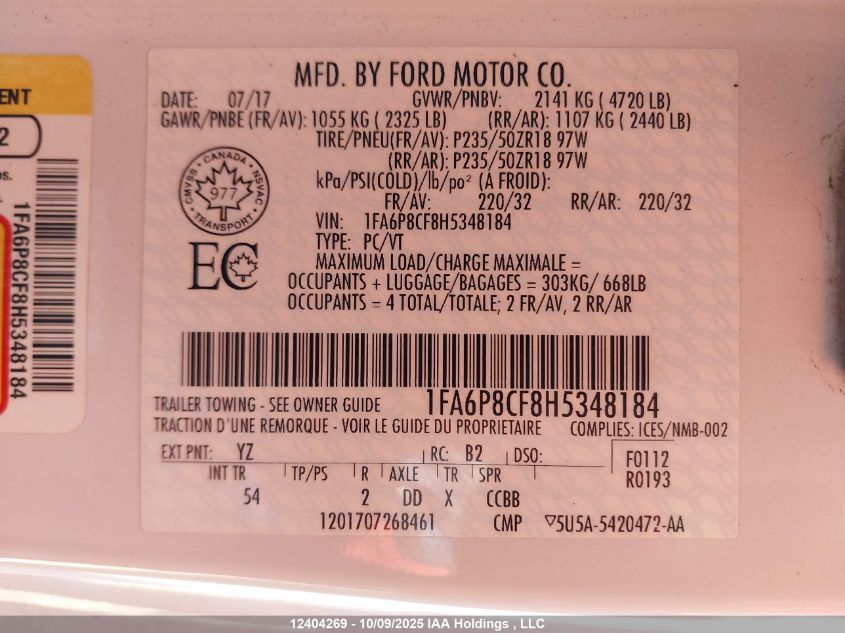 ENT
2
os.
1FA6P8CF8H5348184
MFD. BY FORD MOTOR CO.
DATE: 07/17 GVWR/PNBV: 2141 KG ( 4720 LB)
GAWR/PNBE (FR/AV): 1055 KG ( 2325 LB) (RR/AR): 1107 KG ( 2440 LB)
TIRE/PNEU(FR/AV): P235/50ZR18 97W
(RR/AR): P235/50ZR18 97W
kPa/PSI(COLD)/lb/po² (A FROID):
FR/AV: 220/32 RR/AR: 220/32
CANADA
CMVSS NSVAC
977
TRANSPORT
VIN: 1FA6P8CF8H5348184
TYPE: PC/VT
EC
MAXIMUM LOAD/CHARGE MAXIMALE =
OCCUPANTS + LUGGAGE/BAGAGES = 303KG/ 668LB
OCCUPANTS = 4 TOTAL/TOTALE; 2 FR/AV, 2 RR/AR
TRAILER TOWING - SEE OWNER GUIDE 1FA6P8CF8H5348184
TRACTION D'UNE REMORQUE - VOIR LE GUIDE DU PROPRIETAIRE COMPLIES: ICES/NMB-002
EXT PNT: YZ RC: B2 DSO: F0112
INT TR TP/PS R AXLE TR SPR R0193
54 2 DD X CCBB
1201707268461 CMP ▽5U5A-5420472-AA
12404269 - 10/09/2025 IAA Holdings , LLC